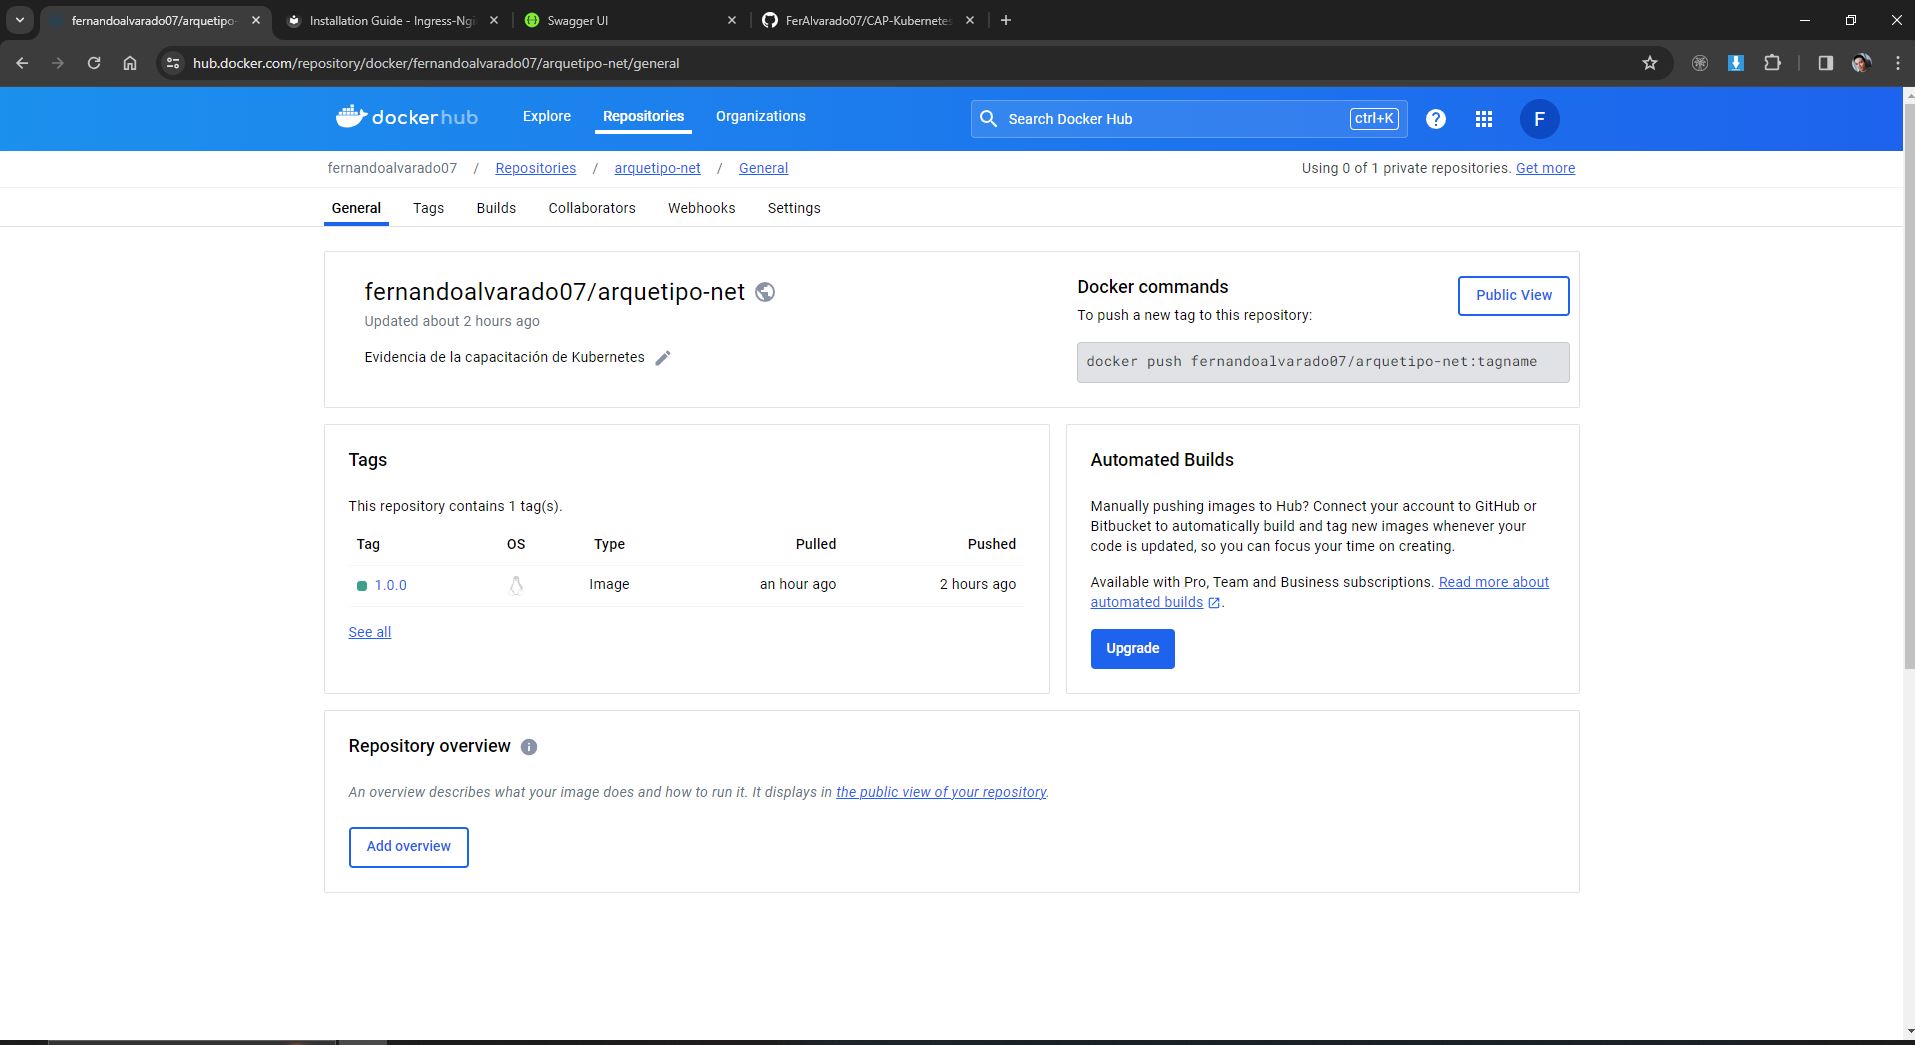 fernandoalvarado07/arquetipo-
Installation Guide - Ingress-Ngi
Swagger UI
FerAlvarado07/CAP-Kubernetes
hub.docker.com/repository/docker/fernandoalvarado07/arquetipo-net/general
dockerhub
Explore
Repositories
Organizations
Search Docker Hub
ctrl+K
F
fernandoalvarado07 / Repositories / arquetipo-net / General
Using 0 of 1 private repositories. Get more
General
Tags
Builds
Collaborators
Webhooks
Settings
fernandoalvarado07/arquetipo-net
Updated about 2 hours ago
Evidencia de la capacitación de Kubernetes
Docker commands
Public View
To push a new tag to this repository:
docker push fernandoalvarado07/arquetipo-net:tagname
Tags
This repository contains 1 tag(s).
Tag OS Type Pulled Pushed
1.0.0 Image an hour ago 2 hours ago
See all
Automated Builds
Manually pushing images to Hub? Connect your account to GitHub or
Bitbucket to automatically build and tag new images whenever your
code is updated, so you can focus your time on creating.
Available with Pro, Team and Business subscriptions. Read more about
automated builds .
Upgrade
Repository overview
An overview describes what your image does and how to run it. It displays in the public view of your repository.
Add overview